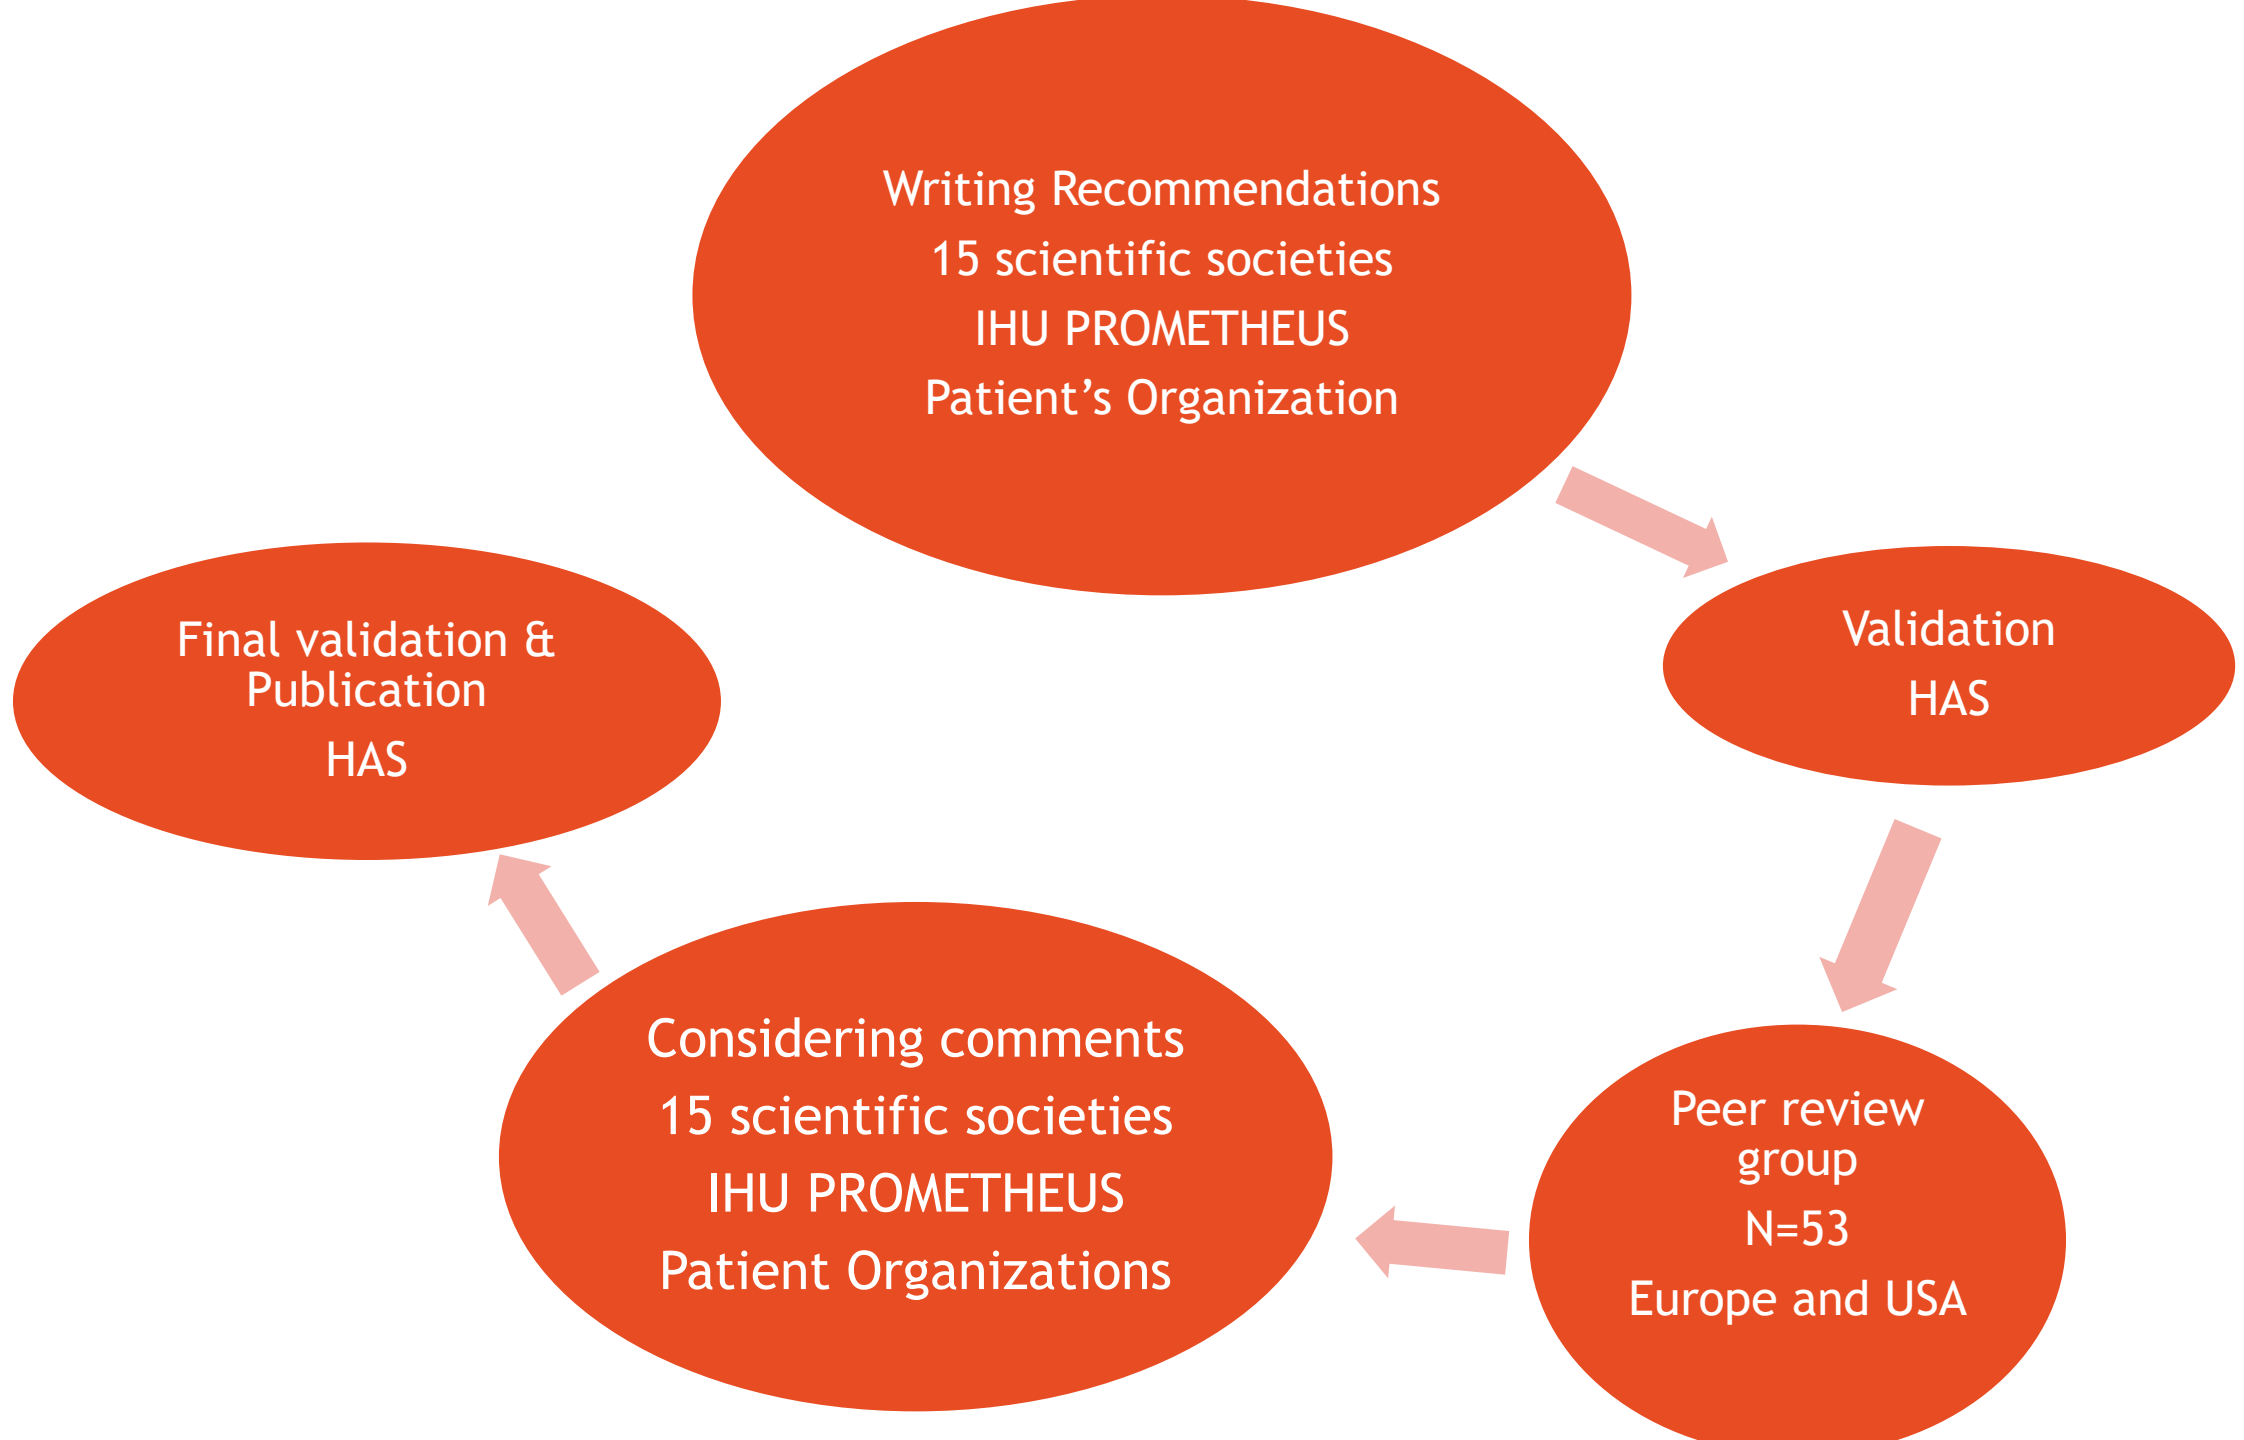 Writing Recommendations
15 scientific societies
IHU PROMETHEUS
Patient’s Organization
Validation
HAS
Peer review
group
N=53
Europe and USA
Considering comments
15 scientific societies
IHU PROMETHEUS
Patient Organizations
Final validation &
Publication
HAS